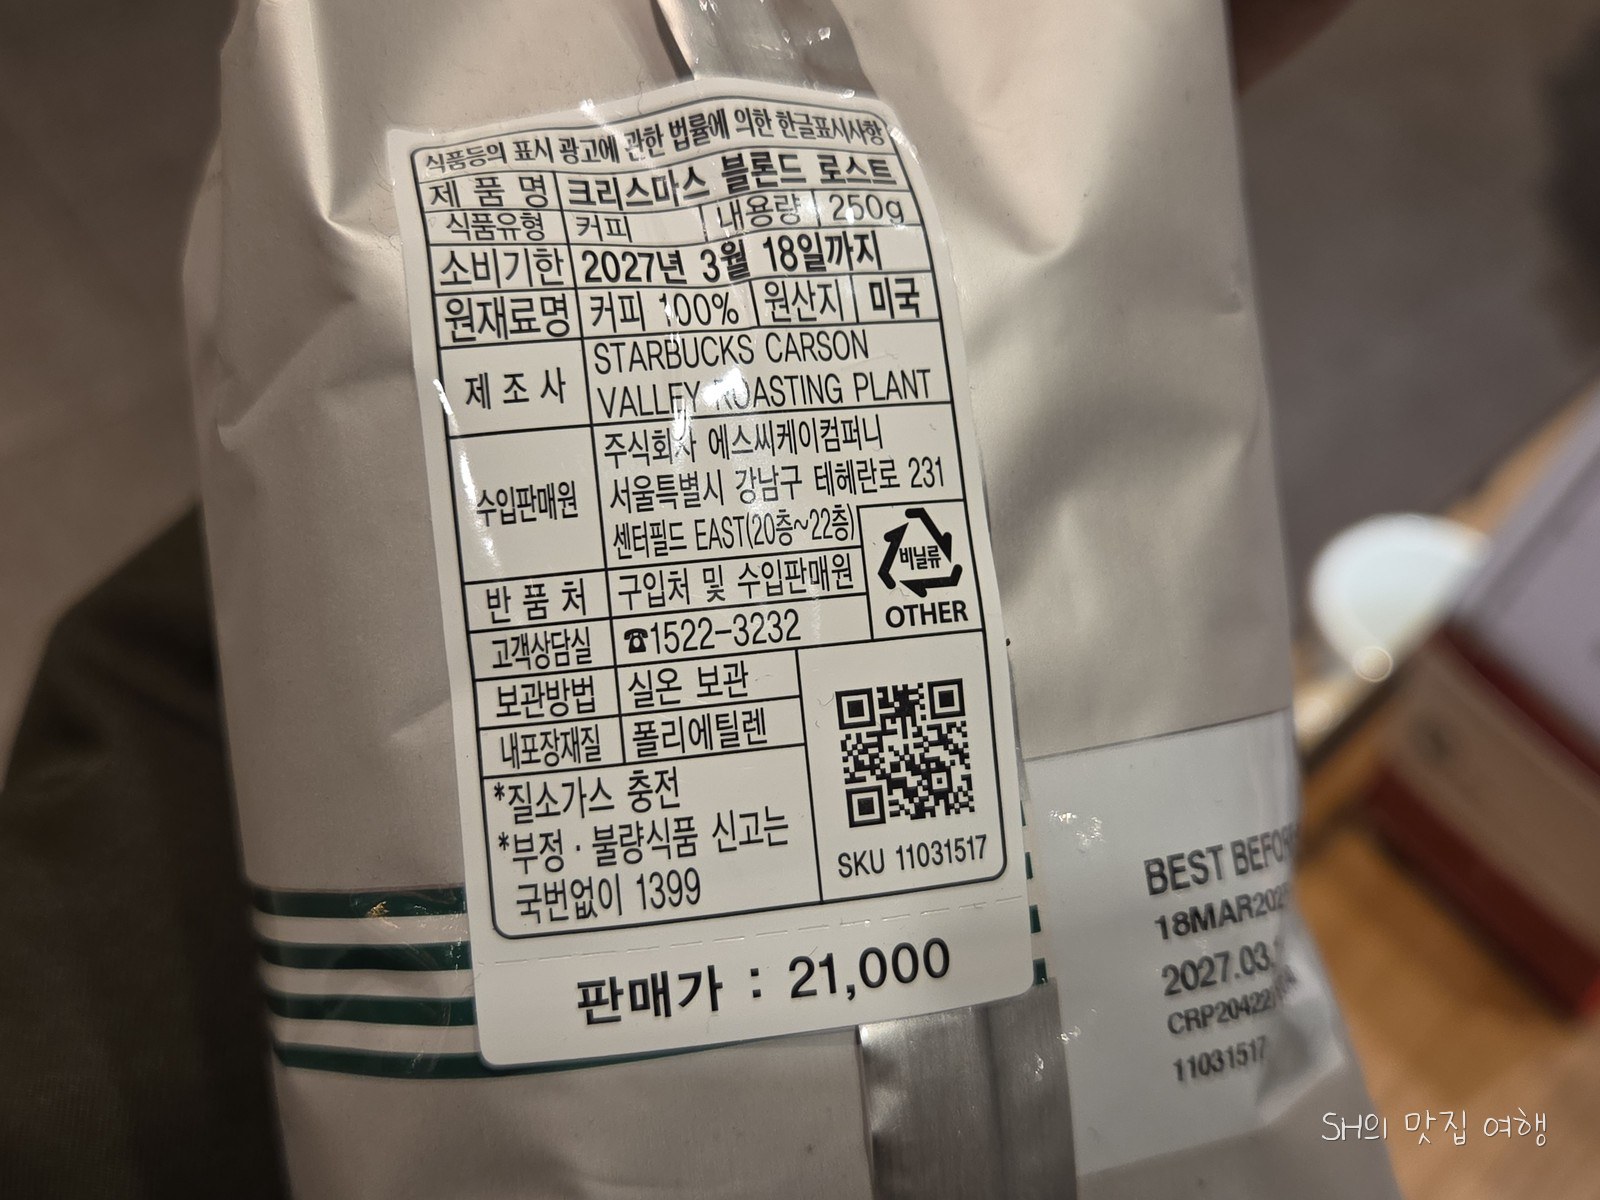 식품등의 표시 광고에 관한 법률에 의한 한글표시사항
제 품 명 크리스마스 블론드 로스트
식품유형 커피 내용량 250g
소비기한 2027년 3월 18일까지
원재료명 커피 100% 원산지 미국
제 조 사 STARBUCKS CARSON
VALLEY ROASTING PLANT
수입판매원 주식회사 에스씨케이컴퍼니
서울특별시 강남구 테헤란로 231
센터필드 EAST(20층~22층)
비닐류
OTHER
반 품 처 구입처 및 수입판매원
고객상담실 ☎1522-3232
보관방법 실온 보관
내포장재질 폴리에틸렌
*질소가스 충전
*부정·불량식품 신고는
국번없이 1399
SKU 11031517
판매가 : 21,000
BEST
11031517
SH의 맛집 여행